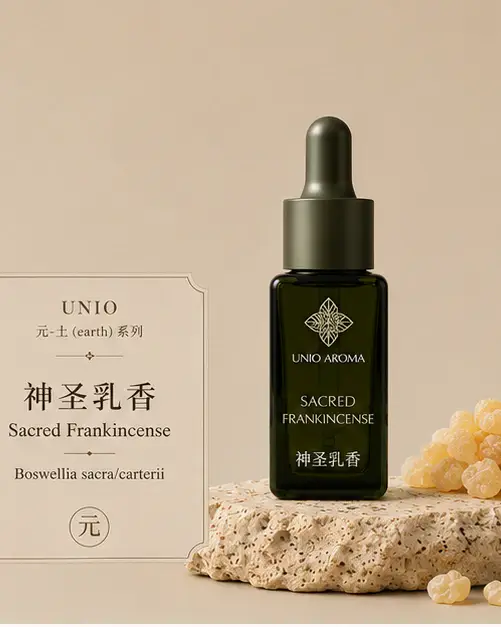 UNIO
元-土 (earth) 系列
神圣乳香
Sacred Frankincense
Boswellia sacra/carterii
元
UNIO AROMA
SACRED
FRANKINCENSE
神圣乳香